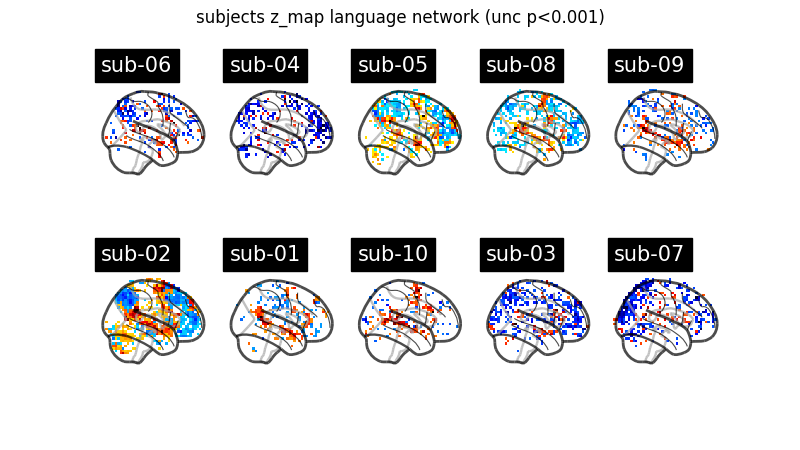 subjects z_map language network (unc p<0.001)
sub-06
sub-04
sub-05
sub-08
sub-09
sub-02
sub-01
sub-10
sub-03
sub-07